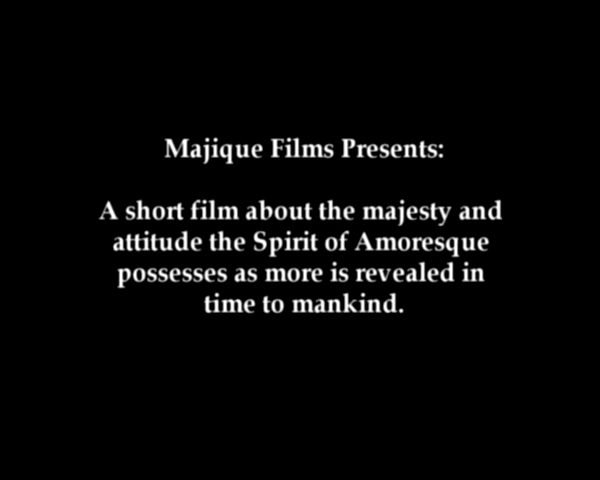 Majique Films Presents:
A short film about the majesty and
attitude the Spirit of Amoresque
possesses as more is revealed in
time to mankind.